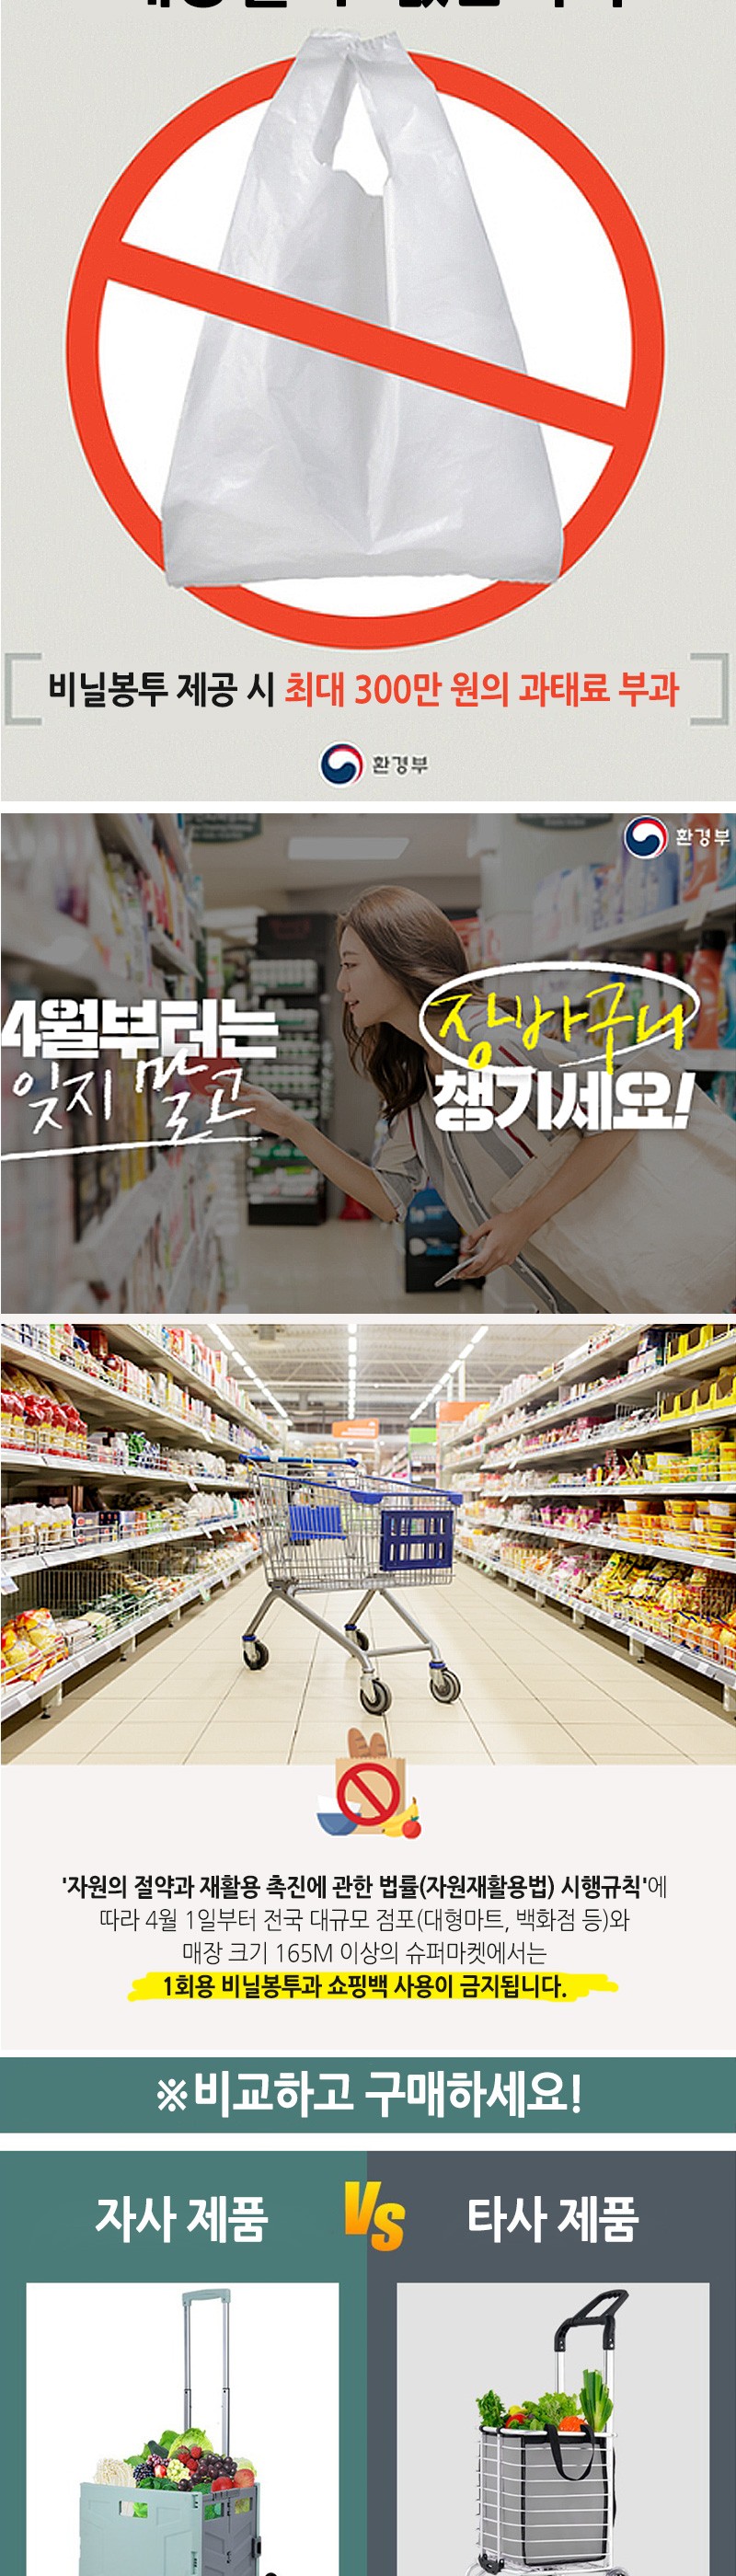 비닐봉투 제공 시 최대 300만 원의 과태료 부과
환경부
환경부
4월부터는
잊지 말고
장바구니
챙기세요!
'자원의 절약과 재활용 촉진에 관한 법률(자원재활용법) 시행규칙'에
따라 4월 1일부터 전국 대규모 점포(대형마트, 백화점 등)와
매장 크기 165M 이상의 슈퍼마켓에서는
1회용 비닐봉투과 쇼핑백 사용이 금지됩니다.
※비교하고 구매하세요!
자사 제품
VS
타사 제품